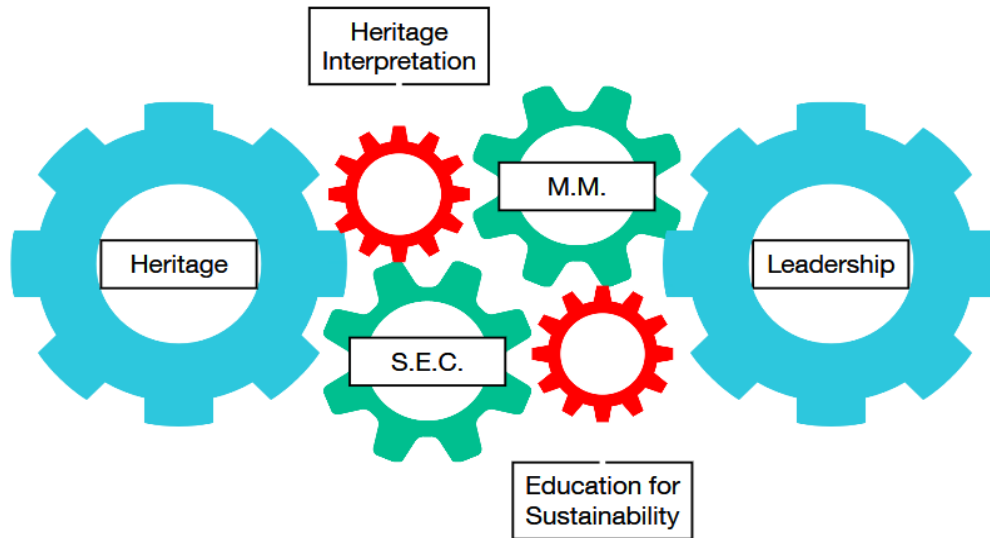 Heritage
Interpretation
M.M.
Heritage
Leadership
S.E.C.
Education for
Sustainability